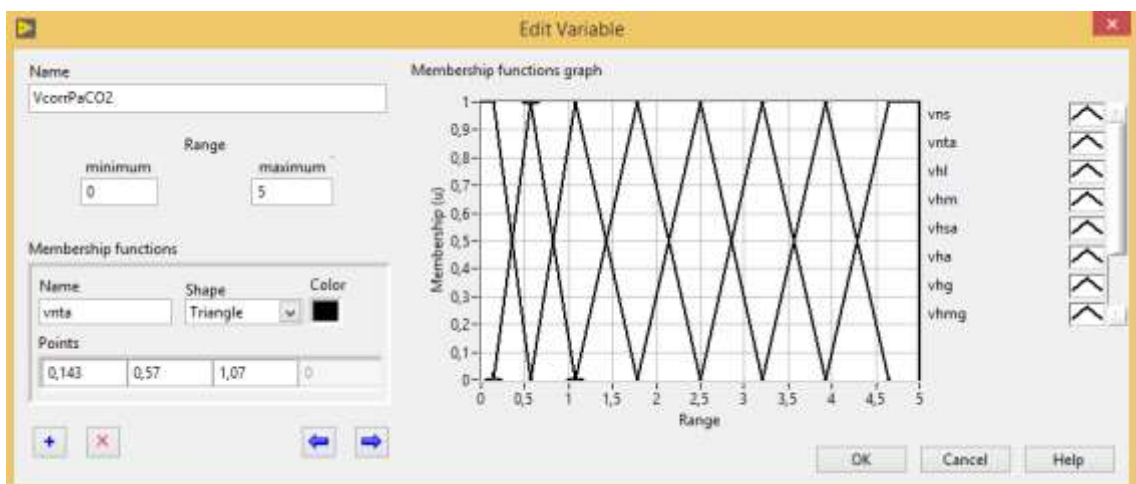 Edit Variable
Name
VcorrPaCO2
Range
minimum
maximum
0
5
Membership functions
Name
Shape
Color
vnta
Triangle
Points
0,143
0,57
1,07
0
Membership functions graph
Membership (u)
1
0,9
0,8
0,7
0,6
0,5
0,4
0,3
0,2
0,1
0
0
0,5
1
1,5
2
2,5
3
3,5
4
4,5
5
Range
vns
vnta
vhl
vhm
vhsa
vha
vhg
vhmg
OK
Cancel
Help